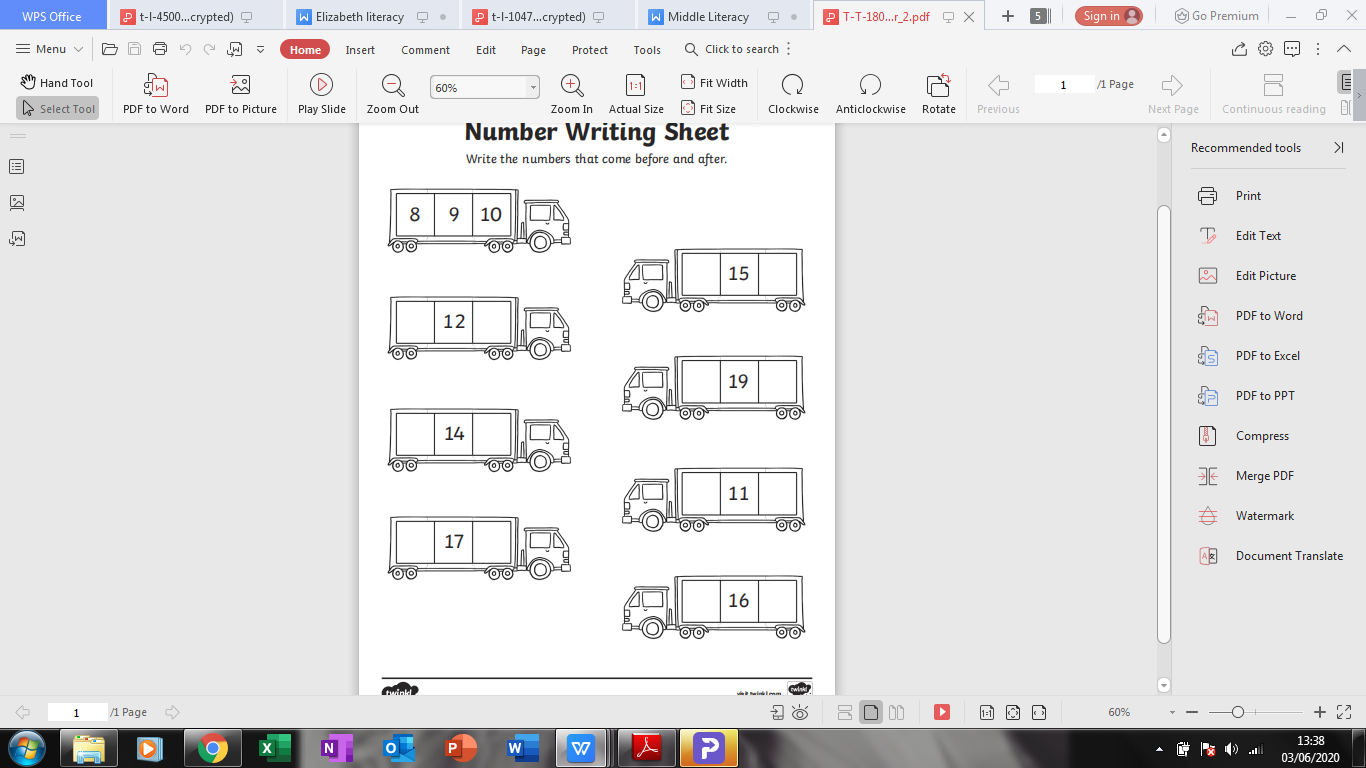 WPS Office t-l-4500...crypted) Elizabeth literacy t-l-1047...crypted) Middle Literacy T-T-180...r_2.pdf 5 Sign in Go Premium
Menu Home Insert Comment Edit Page Protect Tools Click to search
Hand Tool
Select Tool
PDF to Word PDF to Picture Play Slide Zoom Out 60% Zoom In 1:1 Actual Size Fit Width
Fit Size
Clockwise Anticlockwise Rotate Previous 1 /1 Page Next Page Continuous reading
Number Writing Sheet
Write the numbers that come before and after.
8 9 10
15
12
19
14
11
17
16
twinkl visit twinkl.com twinkl
Recommended tools
Print
Edit Text
Edit Picture
PDF to Word
PDF to Excel
PDF to PPT
Compress
Merge PDF
Watermark
Document Translate
1 /1 Page 1:1 60%
13:38
03/06/2020